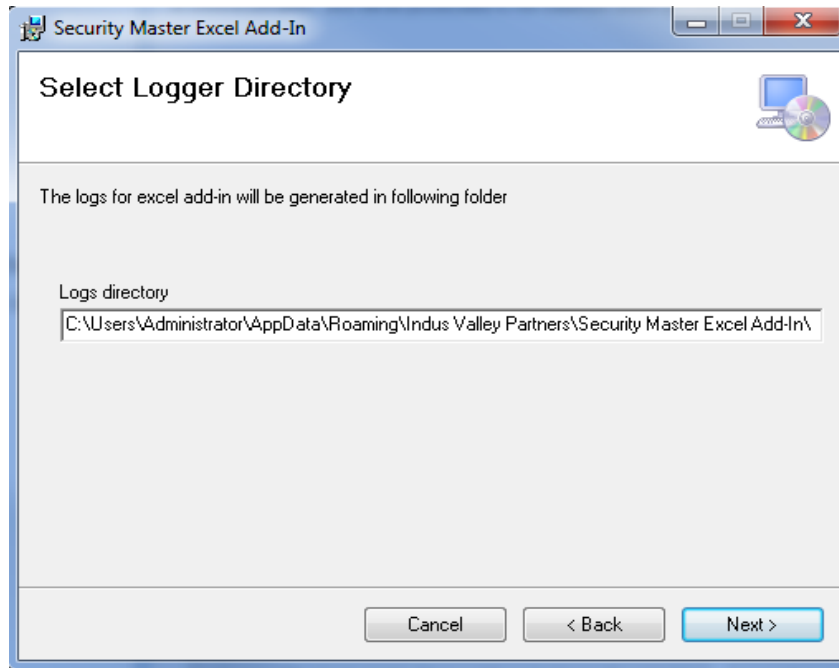 Security Master Excel Add-In
Select Logger Directory
The logs for excel add-in will be generated in following folder
Logs directory
C:\Users\Administrator\AppData\Roaming\Indus Valley Partners\Security Master Excel Add-In\
Cancel
< Back
Next >